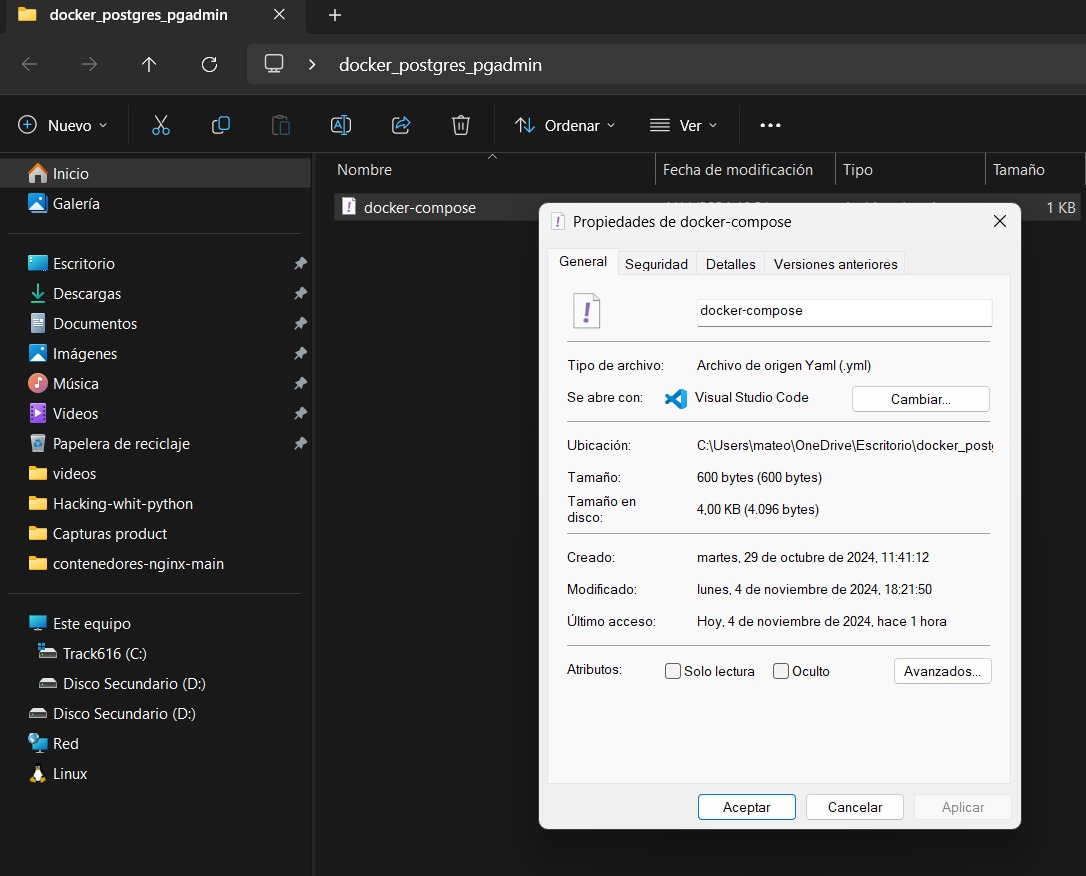 docker_postgres_pgadmin
docker_postgres_pgadmin
Nuevo
Ordenar
Ver
Inicio
Galería
Escritorio
Descargas
Documentos
Imágenes
Música
Videos
Papelera de reciclaje
videos
Hacking-whit-python
Capturas product
contenedores-nginx-main
Este equipo
Track616 (C:)
Disco Secundario (D:)
Disco Secundario (D:)
Red
Linux
Nombre Fecha de modificación Tipo Tamaño
docker-compose 1 KB
Propiedades de docker-compose
General Seguridad Detalles Versiones anteriores
docker-compose
Tipo de archivo: Archivo de origen Yaml (.yml)
Se abre con: Visual Studio Code Cambiar...
Ubicación: C:\Users\mateo\OneDrive\Escritorio\docker_post
Tamaño: 600 bytes (600 bytes)
Tamaño en
disco: 4,00 KB (4.096 bytes)
Creado: martes, 29 de octubre de 2024, 11:41:12
Modificado: lunes, 4 de noviembre de 2024, 18:21:50
Último acceso: Hoy, 4 de noviembre de 2024, hace 1 hora
Atributos: Solo lectura Oculto Avanzados...
Aceptar Cancelar Aplicar